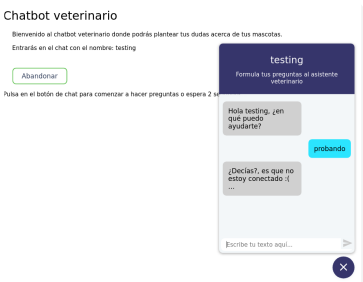 Chatbot veterinario
Bienvenido al chatbot veterinario donde podrás plantear tus dudas acerca de tus mascotas.
Entrarás en el chat con el nombre: testing
Abandonar
Pulsa en el botón de chat para comenzar a hacer preguntas o espera 2 se
testing
Formula tus preguntas al asistente
veterinario
Hola testing, ¿en
qué puedo
ayudarte?
probando
¿Decías?, es que no
estoy conectado :(
...
Escribe tu texto aquí...